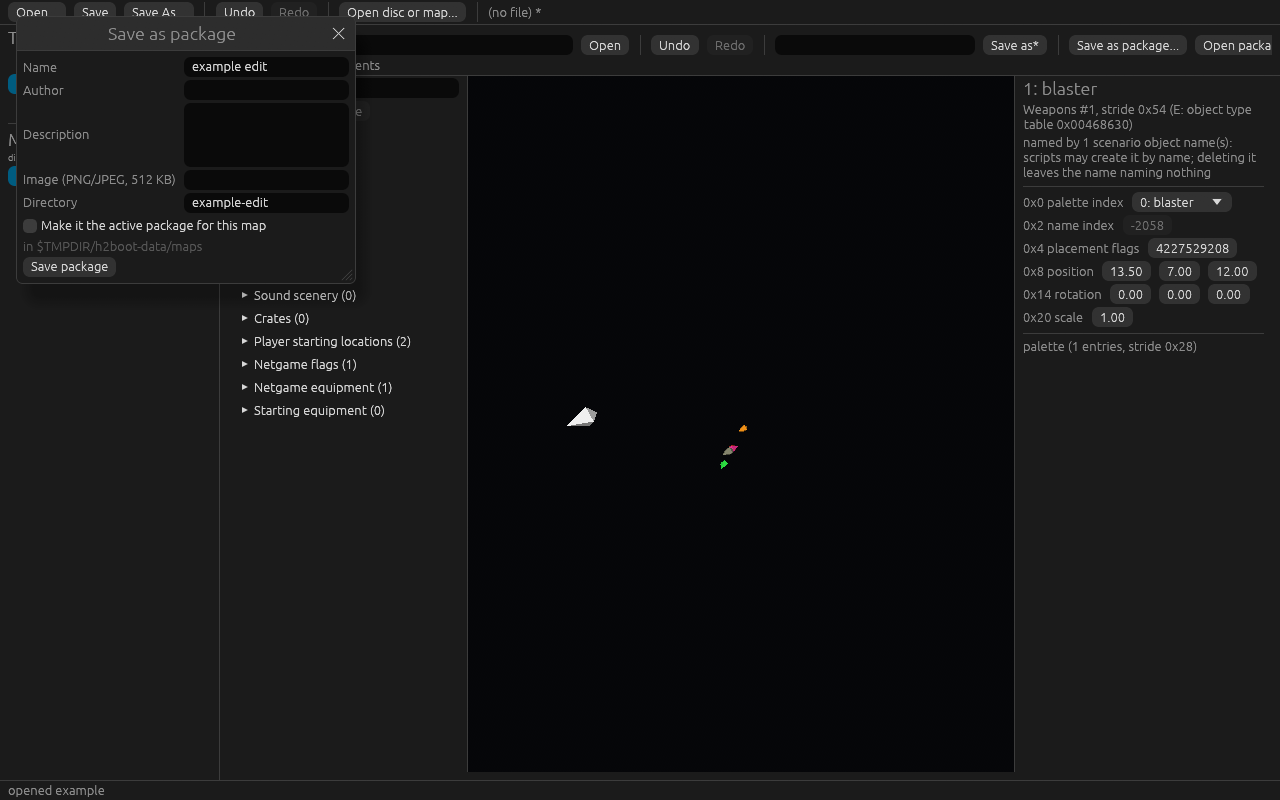 Open Save Save As Undo Redo Open disc or map... (no file) *
Save as package
Open Undo Redo Save as* Save as package... Open packa
Name example edit
ents
Author
e
Description
Image (PNG/JPEG, 512 KB)
Directory example-edit
Make it the active package for this map
in $TMPDIR/h2boot-data/maps
Save package
Sound scenery (0)
Crates (0)
Player starting locations (2)
Netgame flags (1)
Netgame equipment (1)
Starting equipment (0)
1: blaster
Weapons #1, stride 0x54 (E: object type
table 0x00468630)
named by 1 scenario object name(s):
scripts may create it by name; deleting it
leaves the name naming nothing
0x0 palette index 0: blaster
0x2 name index -2058
0x4 placement flags 4227529208
0x8 position 13.50 7.00 12.00
0x14 rotation 0.00 0.00 0.00
0x20 scale 1.00
palette (1 entries, stride 0x28)
opened example